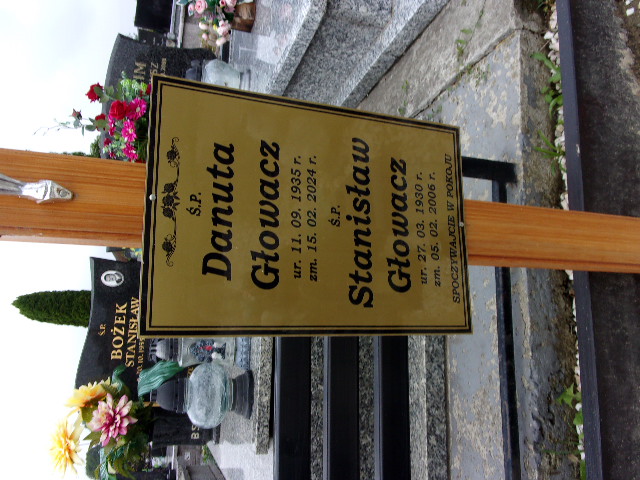 Ś.P.
Danuta
Głowacz
ur. 11. 09. 1935 r.
zm. 15. 02. 2024 r.
Ś.P.
Stanisław
Głowacz
ur. 27. 03. 1930 r.
zm. 05. 02. 2006 r.
SPOCZYWAJCIE W POKOJU
Ś.P.
BOŻEK
STANISŁAW